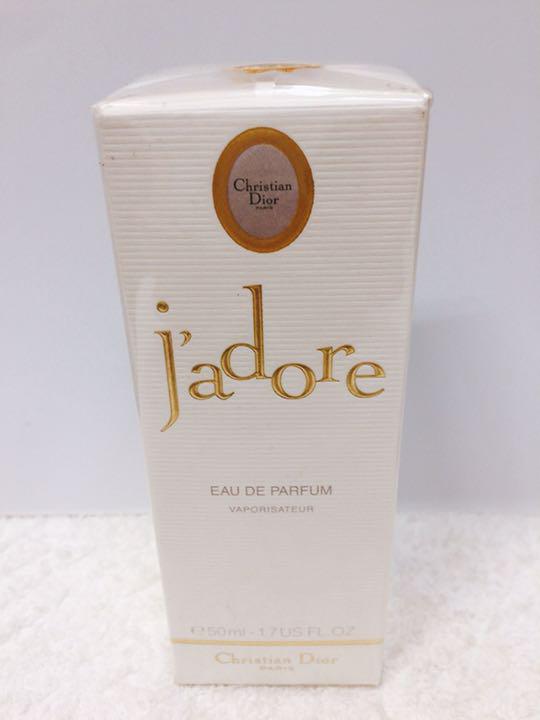 Christian
Dior
PARIS
j'adore
EAU DE PARFUM
VAPORISATEUR
℮50ml - 1.7 US FL. OZ
Christian Dior
PARIS